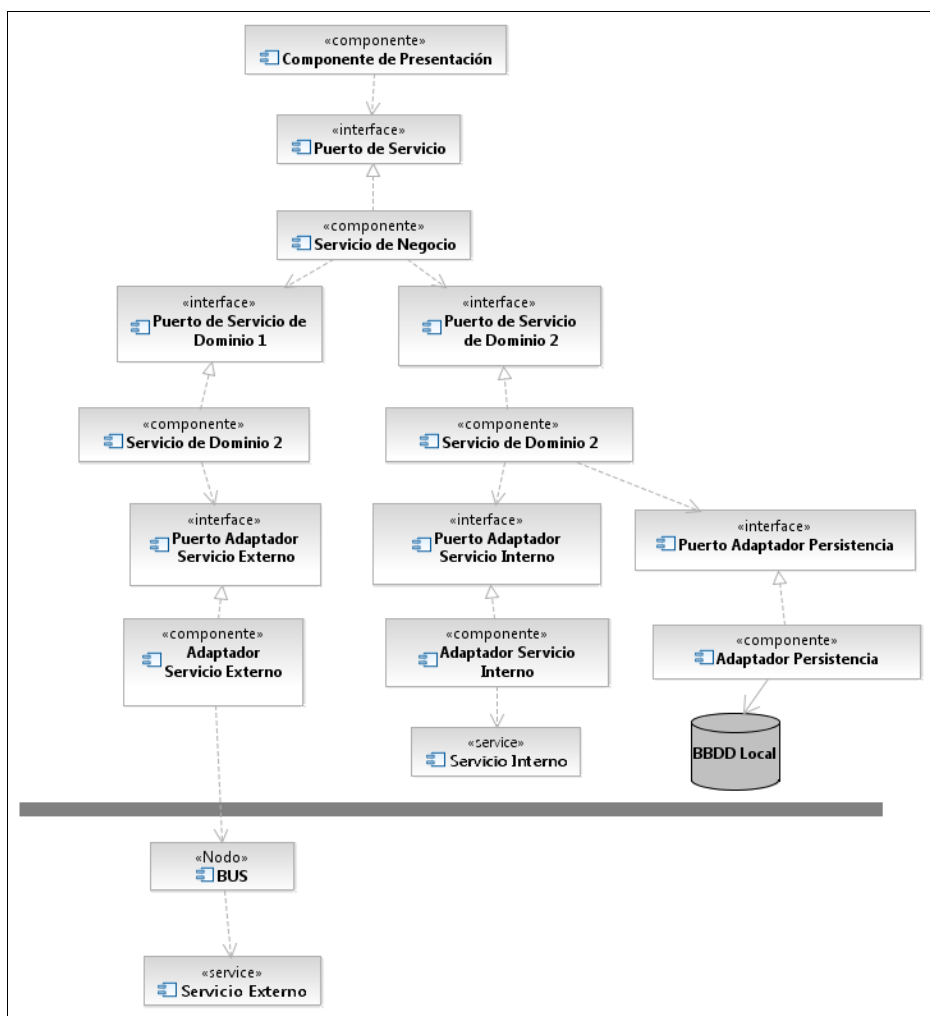 «componente»
Componente de Presentación
«interface»
Puerto de Servicio
«componente»
Servicio de Negocio
«interface»
Puerto de Servicio de
Dominio 1
«interface»
Puerto de Servicio
de Dominio 2
«componente»
Servicio de Dominio 2
«componente»
Servicio de Dominio 2
«interface»
Puerto Adaptador
Servicio Externo
«interface»
Puerto Adaptador
Servicio Interno
«interface»
Puerto Adaptador Persistencia
«componente»
Adaptador
Servicio Externo
«componente»
Adaptador Servicio
Interno
«componente»
Adaptador Persistencia
«service»
Servicio Interno
BBDD Local
«Nodo»
BUS
«service»
Servicio Externo